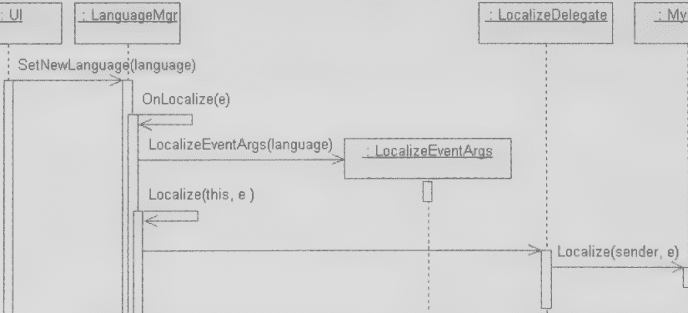 : UI
: LanguageMgr
: LocalizeDelegate
: My
SetNewLanguage(language)
OnLocalize(e)
LocalizeEventArgs(language)
: LocalizeEventArgs
Localize(this, e )
Localize(sender, e)